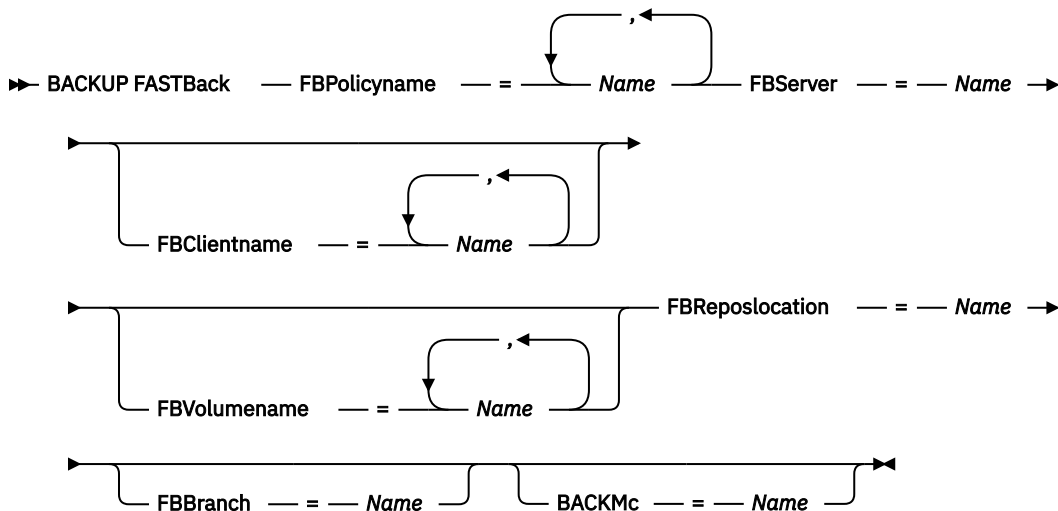 ,
BACKUP FASTBack FBPolicyname = Name FBServer = Name
,
FBClientname = Name
FBReposlocation = Name
,
FBVolumename = Name
FBBranch = Name BACKMc = Name